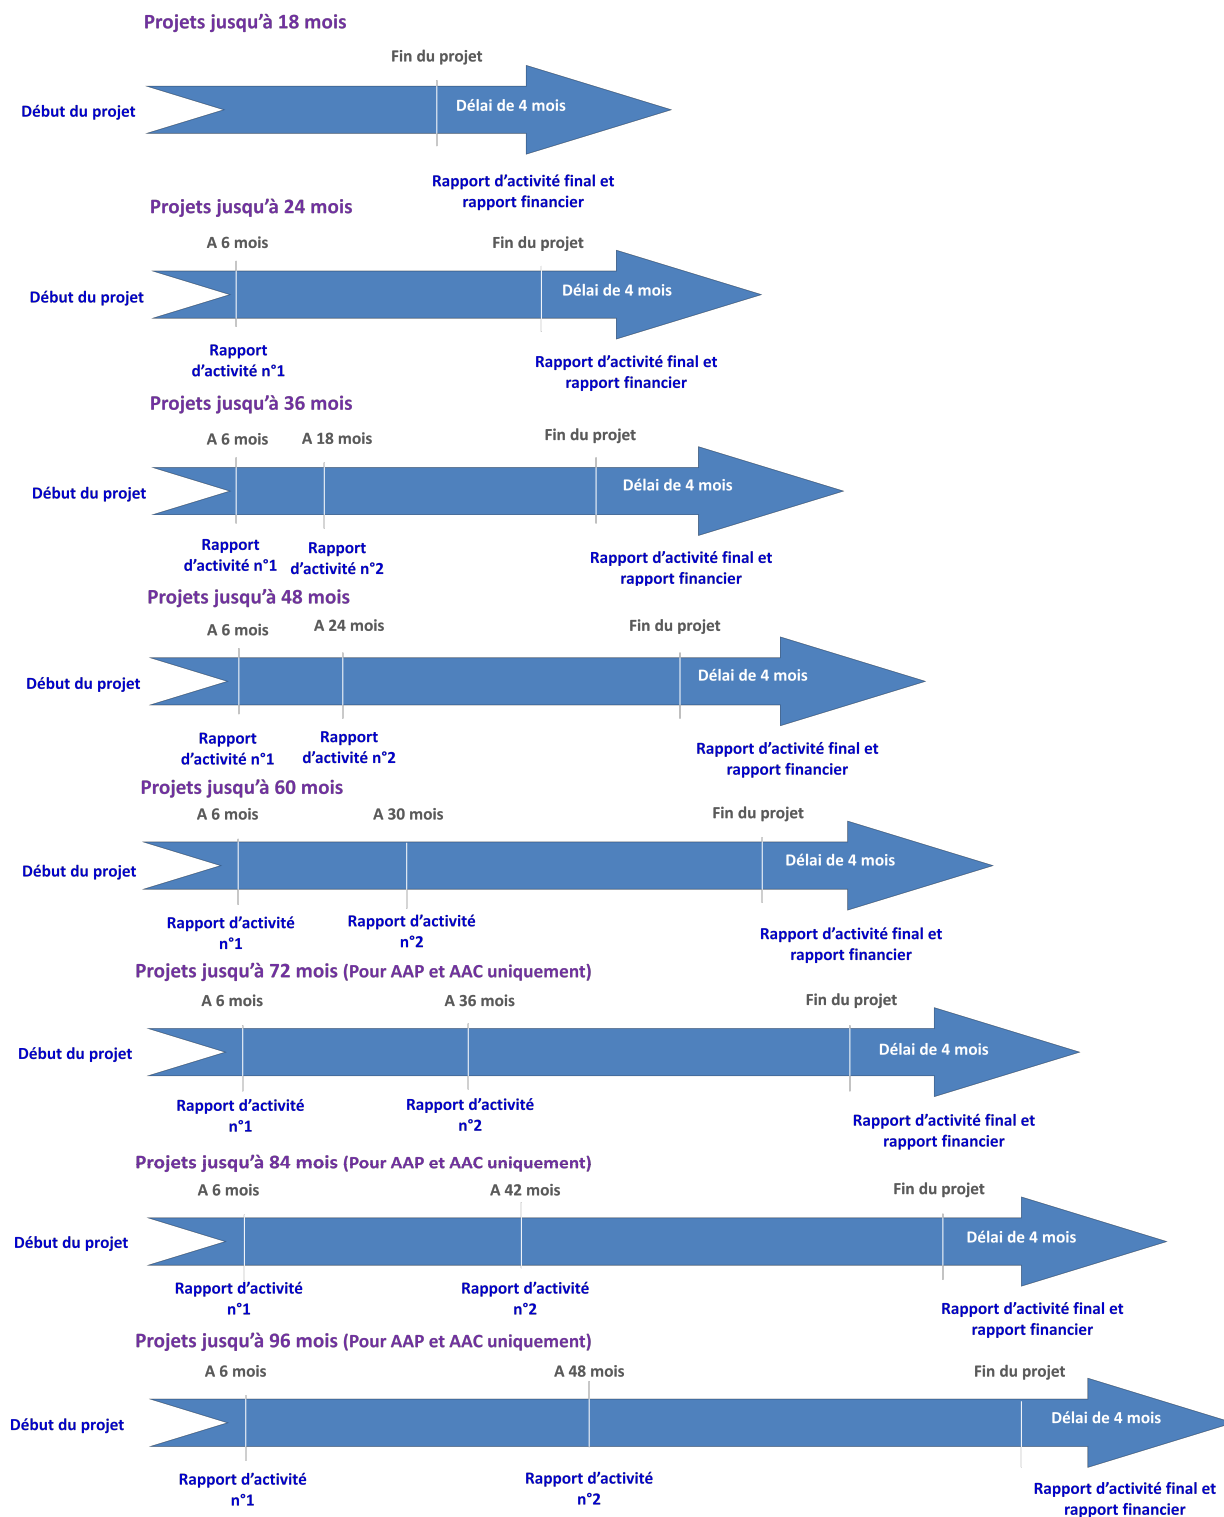 Projets jusqu'à 18 mois
Fin du projet
Début du projet
Délai de 4 mois
Rapport d'activité final et
rapport financier
Projets jusqu'à 24 mois
A 6 mois
Fin du projet
Début du projet
Délai de 4 mois
Rapport
d'activité n°1
Rapport d'activité final et
rapport financier
Projets jusqu'à 36 mois
A 6 mois
A 18 mois
Fin du projet
Début du projet
Délai de 4 mois
Rapport
d'activité n°1
Rapport
d'activité n°2
Rapport d'activité final et
rapport financier
Projets jusqu'à 48 mois
A 6 mois
A 24 mois
Fin du projet
Début du projet
Délai de 4 mois
Rapport
d'activité n°1
Rapport
d'activité n°2
Rapport d'activité final et
rapport financier
Projets jusqu'à 60 mois
A 6 mois
A 30 mois
Fin du projet
Début du projet
Délai de 4 mois
Rapport d'activité
n°1
Rapport d'activité
n°2
Rapport d'activité final et
rapport financier
Projets jusqu'à 72 mois (Pour AAP et AAC uniquement)
A 6 mois
A 36 mois
Fin du projet
Début du projet
Délai de 4 mois
Rapport d'activité
n°1
Rapport d'activité
n°2
Rapport d'activité final et
rapport financier
Projets jusqu'à 84 mois (Pour AAP et AAC uniquement)
A 6 mois
A 42 mois
Fin du projet
Début du projet
Délai de 4 mois
Rapport d'activité
n°1
Rapport d'activité
n°2
Rapport d'activité final et
rapport financier
Projets jusqu'à 96 mois (Pour AAP et AAC uniquement)
A 6 mois
A 48 mois
Fin du projet
Début du projet
Délai de 4 mois
Rapport d'activité
n°1
Rapport d'activité
n°2
Rapport d'activité final et
rapport financier